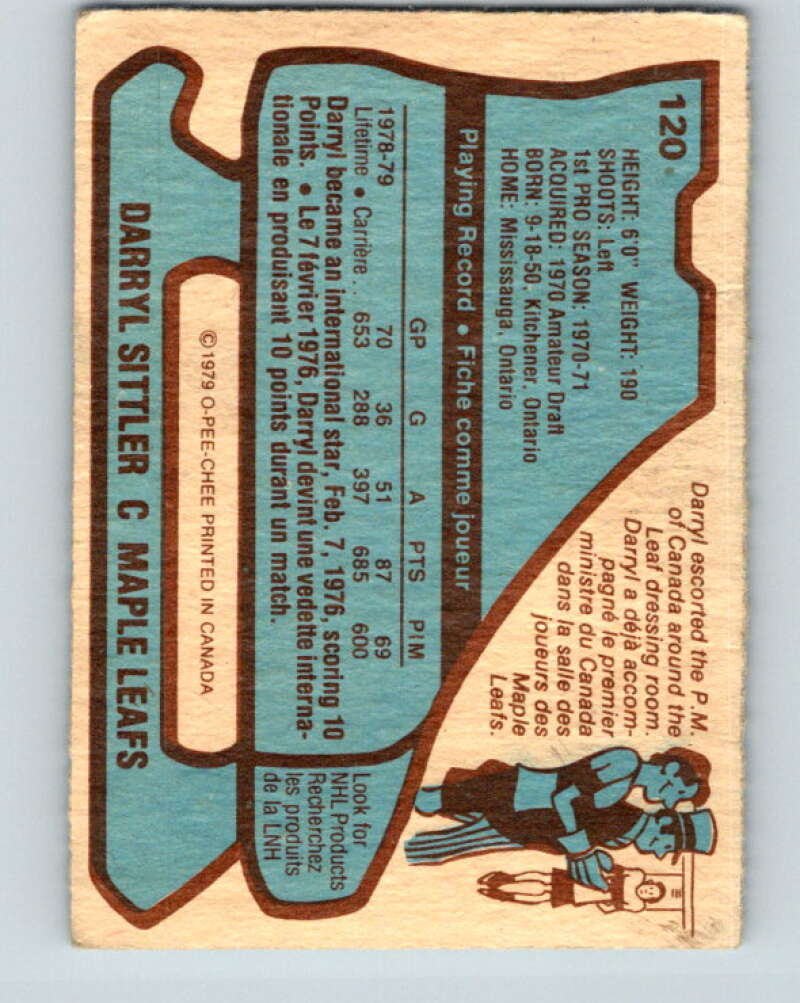 120
HEIGHT: 6'0" WEIGHT: 190
SHOOTS: Left
1st PRO SEASON: 1970-71
ACQUIRED: 1970 Amateur Draft
BORN: 9-18-50, Kitchener, Ontario
HOME: Mississauga, Ontario
Darryl escorted the P.M.
of Canada around the
Leaf dressing room.
Darryl a déjà accom-
pagné le premier
ministre du Canada
dans la salle des
joueurs des
Maple
Leafs.
Playing Record • Fiche comme joueur
GP G A PTS PIM
1978-79 70 36 51 87 69
Lifetime • Carrière .. 653 288 397 685 600
Darryl became an international star, Feb. 7, 1976, scoring 10
Points. • Le 7 février 1976, Darryl devint une vedette interna-
tionale en produisant 10 points durant un match.
Look for
NHL Products
Recherchez
les produits
de la LNH
©1979 O-PEE-CHEE PRINTED IN CANADA
DARRYL SITTLER C MAPLE LEAFS